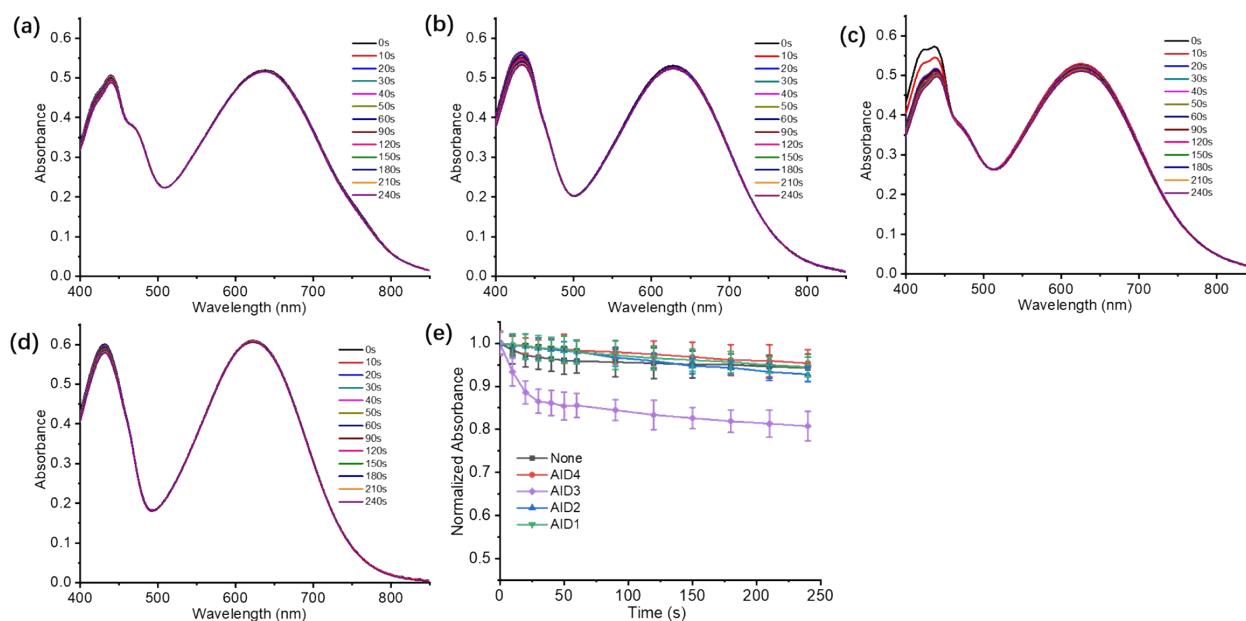 (a)
0.6
0.5
0.4
0.3
0.2
0.1
0.0
Absorbance
400 500 600 700 800
Wavelength (nm)
0s
10s
20s
30s
40s
50s
60s
90s
120s
150s
180s
210s
240s
(b)
0.6
0.5
0.4
0.3
0.2
0.1
0.0
Absorbance
400 500 600 700 800
Wavelength (nm)
0s
10s
20s
30s
40s
50s
60s
90s
120s
150s
180s
210s
240s
(c)
0.6
0.5
0.4
0.3
0.2
0.1
0.0
Absorbance
400 500 600 700 800
Wavelength (nm)
0s
10s
20s
30s
40s
50s
60s
90s
120s
150s
180s
210s
240s
(d)
0.6
0.5
0.4
0.3
0.2
0.1
0.0
Absorbance
400 500 600 700 800
Wavelength (nm)
0s
10s
20s
30s
40s
50s
60s
90s
120s
150s
180s
210s
240s
(e)
1.0
0.9
0.8
0.7
0.6
0.5
Normalized Absorbance
0 50 100 150 200 250
Time (s)
None
AID4
AID3
AID2
AID1